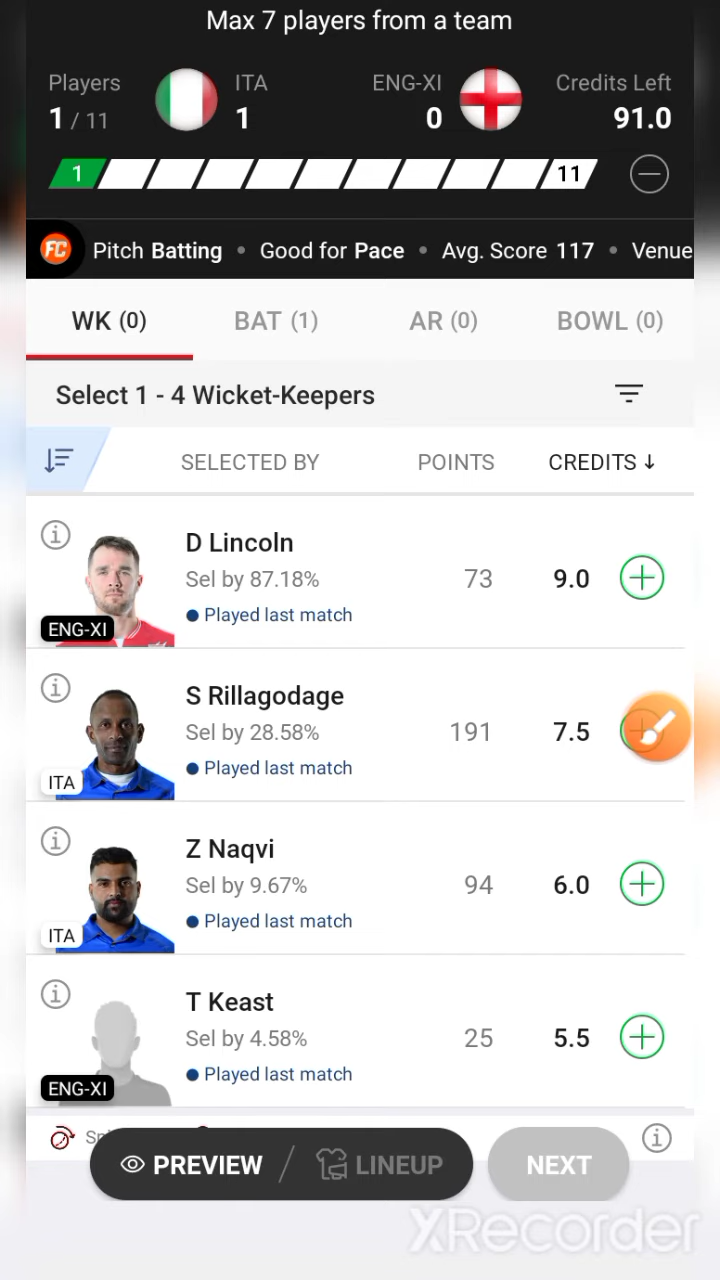 Max 7 players from a team
Players ITA ENG-XI Credits Left
1 / 11 1 0 91.0
1 11
FC Pitch Batting • Good for Pace • Avg. Score 117 • Venue
WK (0) BAT (1) AR (0) BOWL (0)
Select 1 - 4 Wicket-Keepers
SELECTED BY POINTS CREDITS ↓
D Lincoln
Sel by 87.18% 73 9.0
Played last match
ENG-XI
S Rillagodage
Sel by 28.58% 191 7.5
Played last match
ITA
Z Naqvi
Sel by 9.67% 94 6.0
Played last match
ITA
T Keast
Sel by 4.58% 25 5.5
Played last match
ENG-XI
PREVIEW / LINEUP NEXT
XRecorder